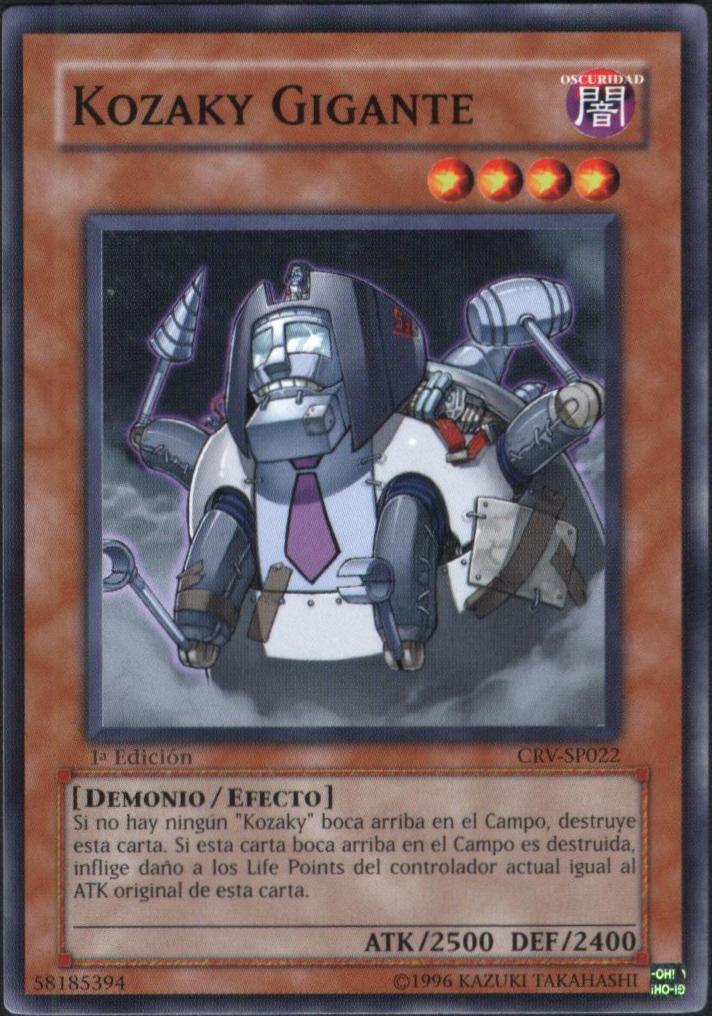 Kozaky Gigante
OSCURIDAD
闇
1ª Edición
CRV-SP022
[Demonio / Efecto]
Si no hay ningún "Kozaky" boca arriba en el Campo, destruye
esta carta. Si esta carta boca arriba en el Campo es destruida,
inflige daño a los Life Points del controlador actual igual al
ATK original de esta carta.
ATK/2500 DEF/2400
58185394
©1996 KAZUKI TAKAHASHI